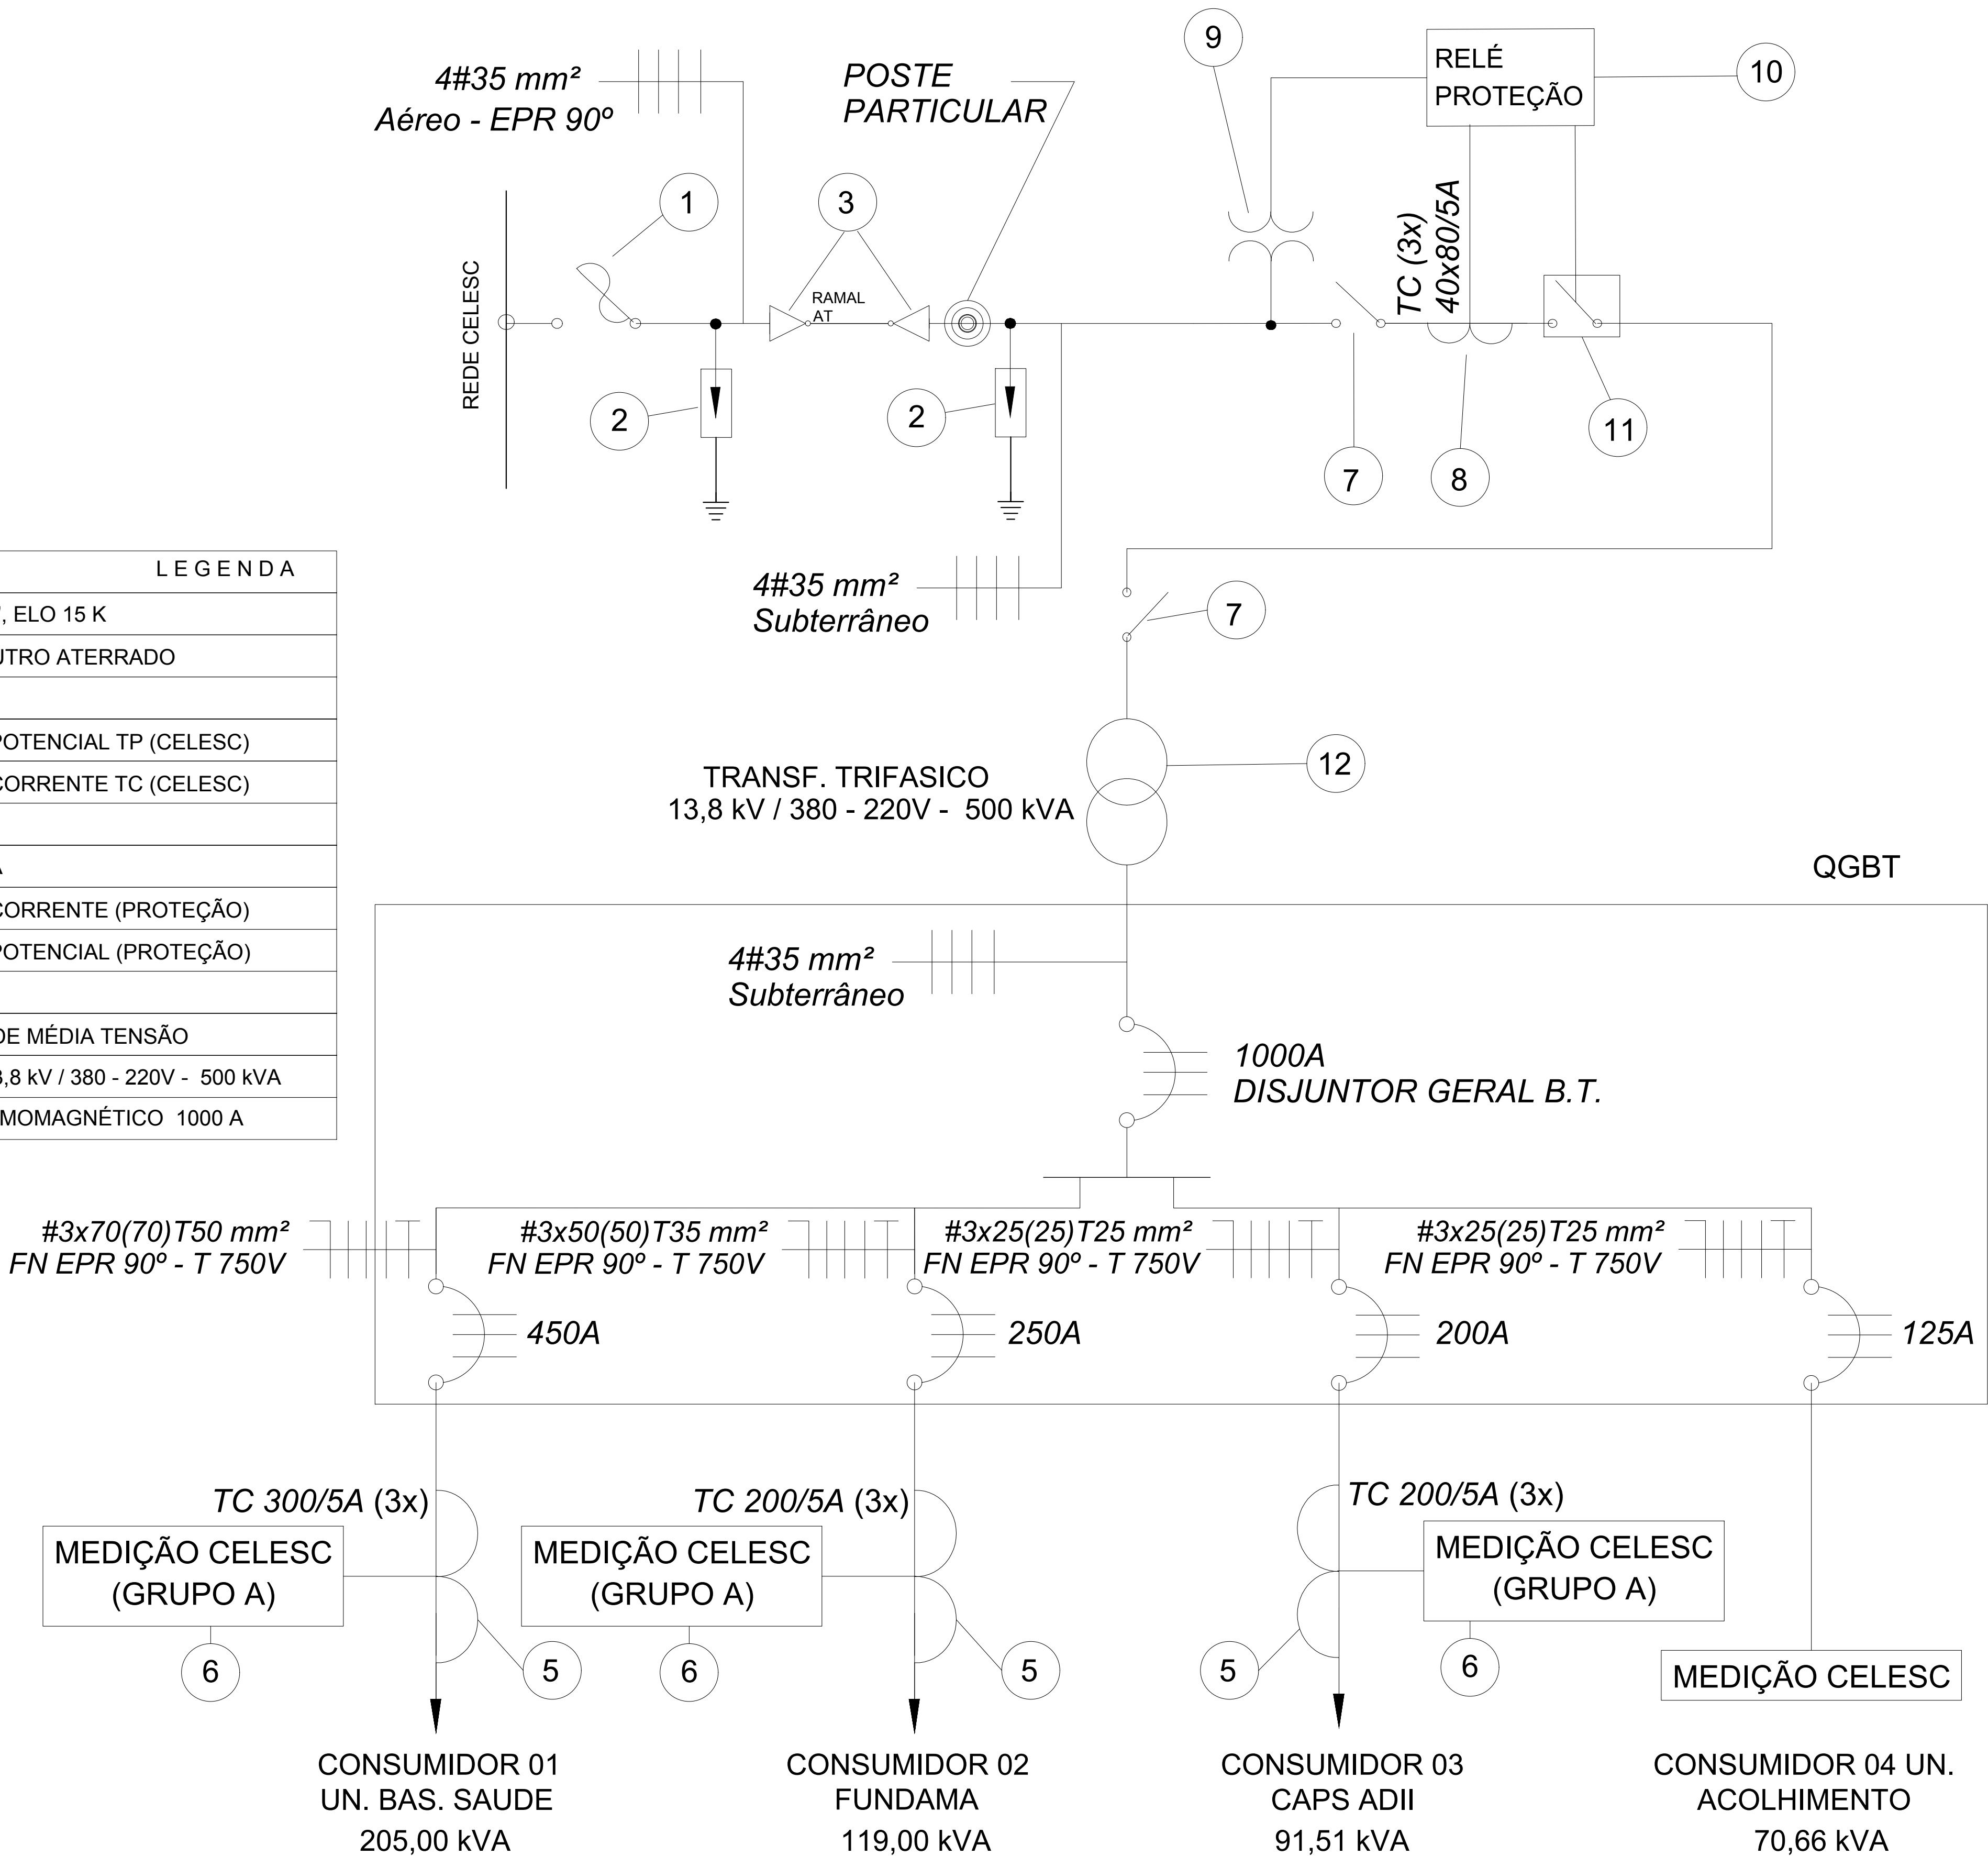 4#35 mm²
Aéreo - EPR 90º
POSTE
PARTICULAR
9
RELÉ
PROTEÇÃO
10
1
3
TC (3x)
40x80/5A
REDE CELESC
RAMAL
AT
2
2
7
8
11
4#35 mm²
Subterrâneo
7
L E G E N D A
, ELO 15 K
UTRO ATERRADO
POTENCIAL TP (CELESC)
CORRENTE TC (CELESC)
A
CORRENTE (PROTEÇÃO)
POTENCIAL (PROTEÇÃO)
DE MÉDIA TENSÃO
3,8 kV / 380 - 220V - 500 kVA
MOMAGNÉTICO 1000 A
TRANSF. TRIFASICO
13,8 kV / 380 - 220V - 500 kVA
12
QGBT
4#35 mm²
Subterrâneo
1000A
DISJUNTOR GERAL B.T.
#3x70(70)T50 mm²
FN EPR 90º - T 750V
#3x50(50)T35 mm²
FN EPR 90º - T 750V
#3x25(25)T25 mm²
FN EPR 90º - T 750V
#3x25(25)T25 mm²
FN EPR 90º - T 750V
450A
250A
200A
125A
TC 300/5A (3x)
MEDIÇÃO CELESC
(GRUPO A)
6
5
TC 200/5A (3x)
MEDIÇÃO CELESC
(GRUPO A)
6
5
TC 200/5A (3x)
MEDIÇÃO CELESC
(GRUPO A)
5
6
MEDIÇÃO CELESC
CONSUMIDOR 01
UN. BAS. SAUDE
205,00 kVA
CONSUMIDOR 02
FUNDAMA
119,00 kVA
CONSUMIDOR 03
CAPS ADII
91,51 kVA
CONSUMIDOR 04 UN.
ACOLHIMENTO
70,66 kVA